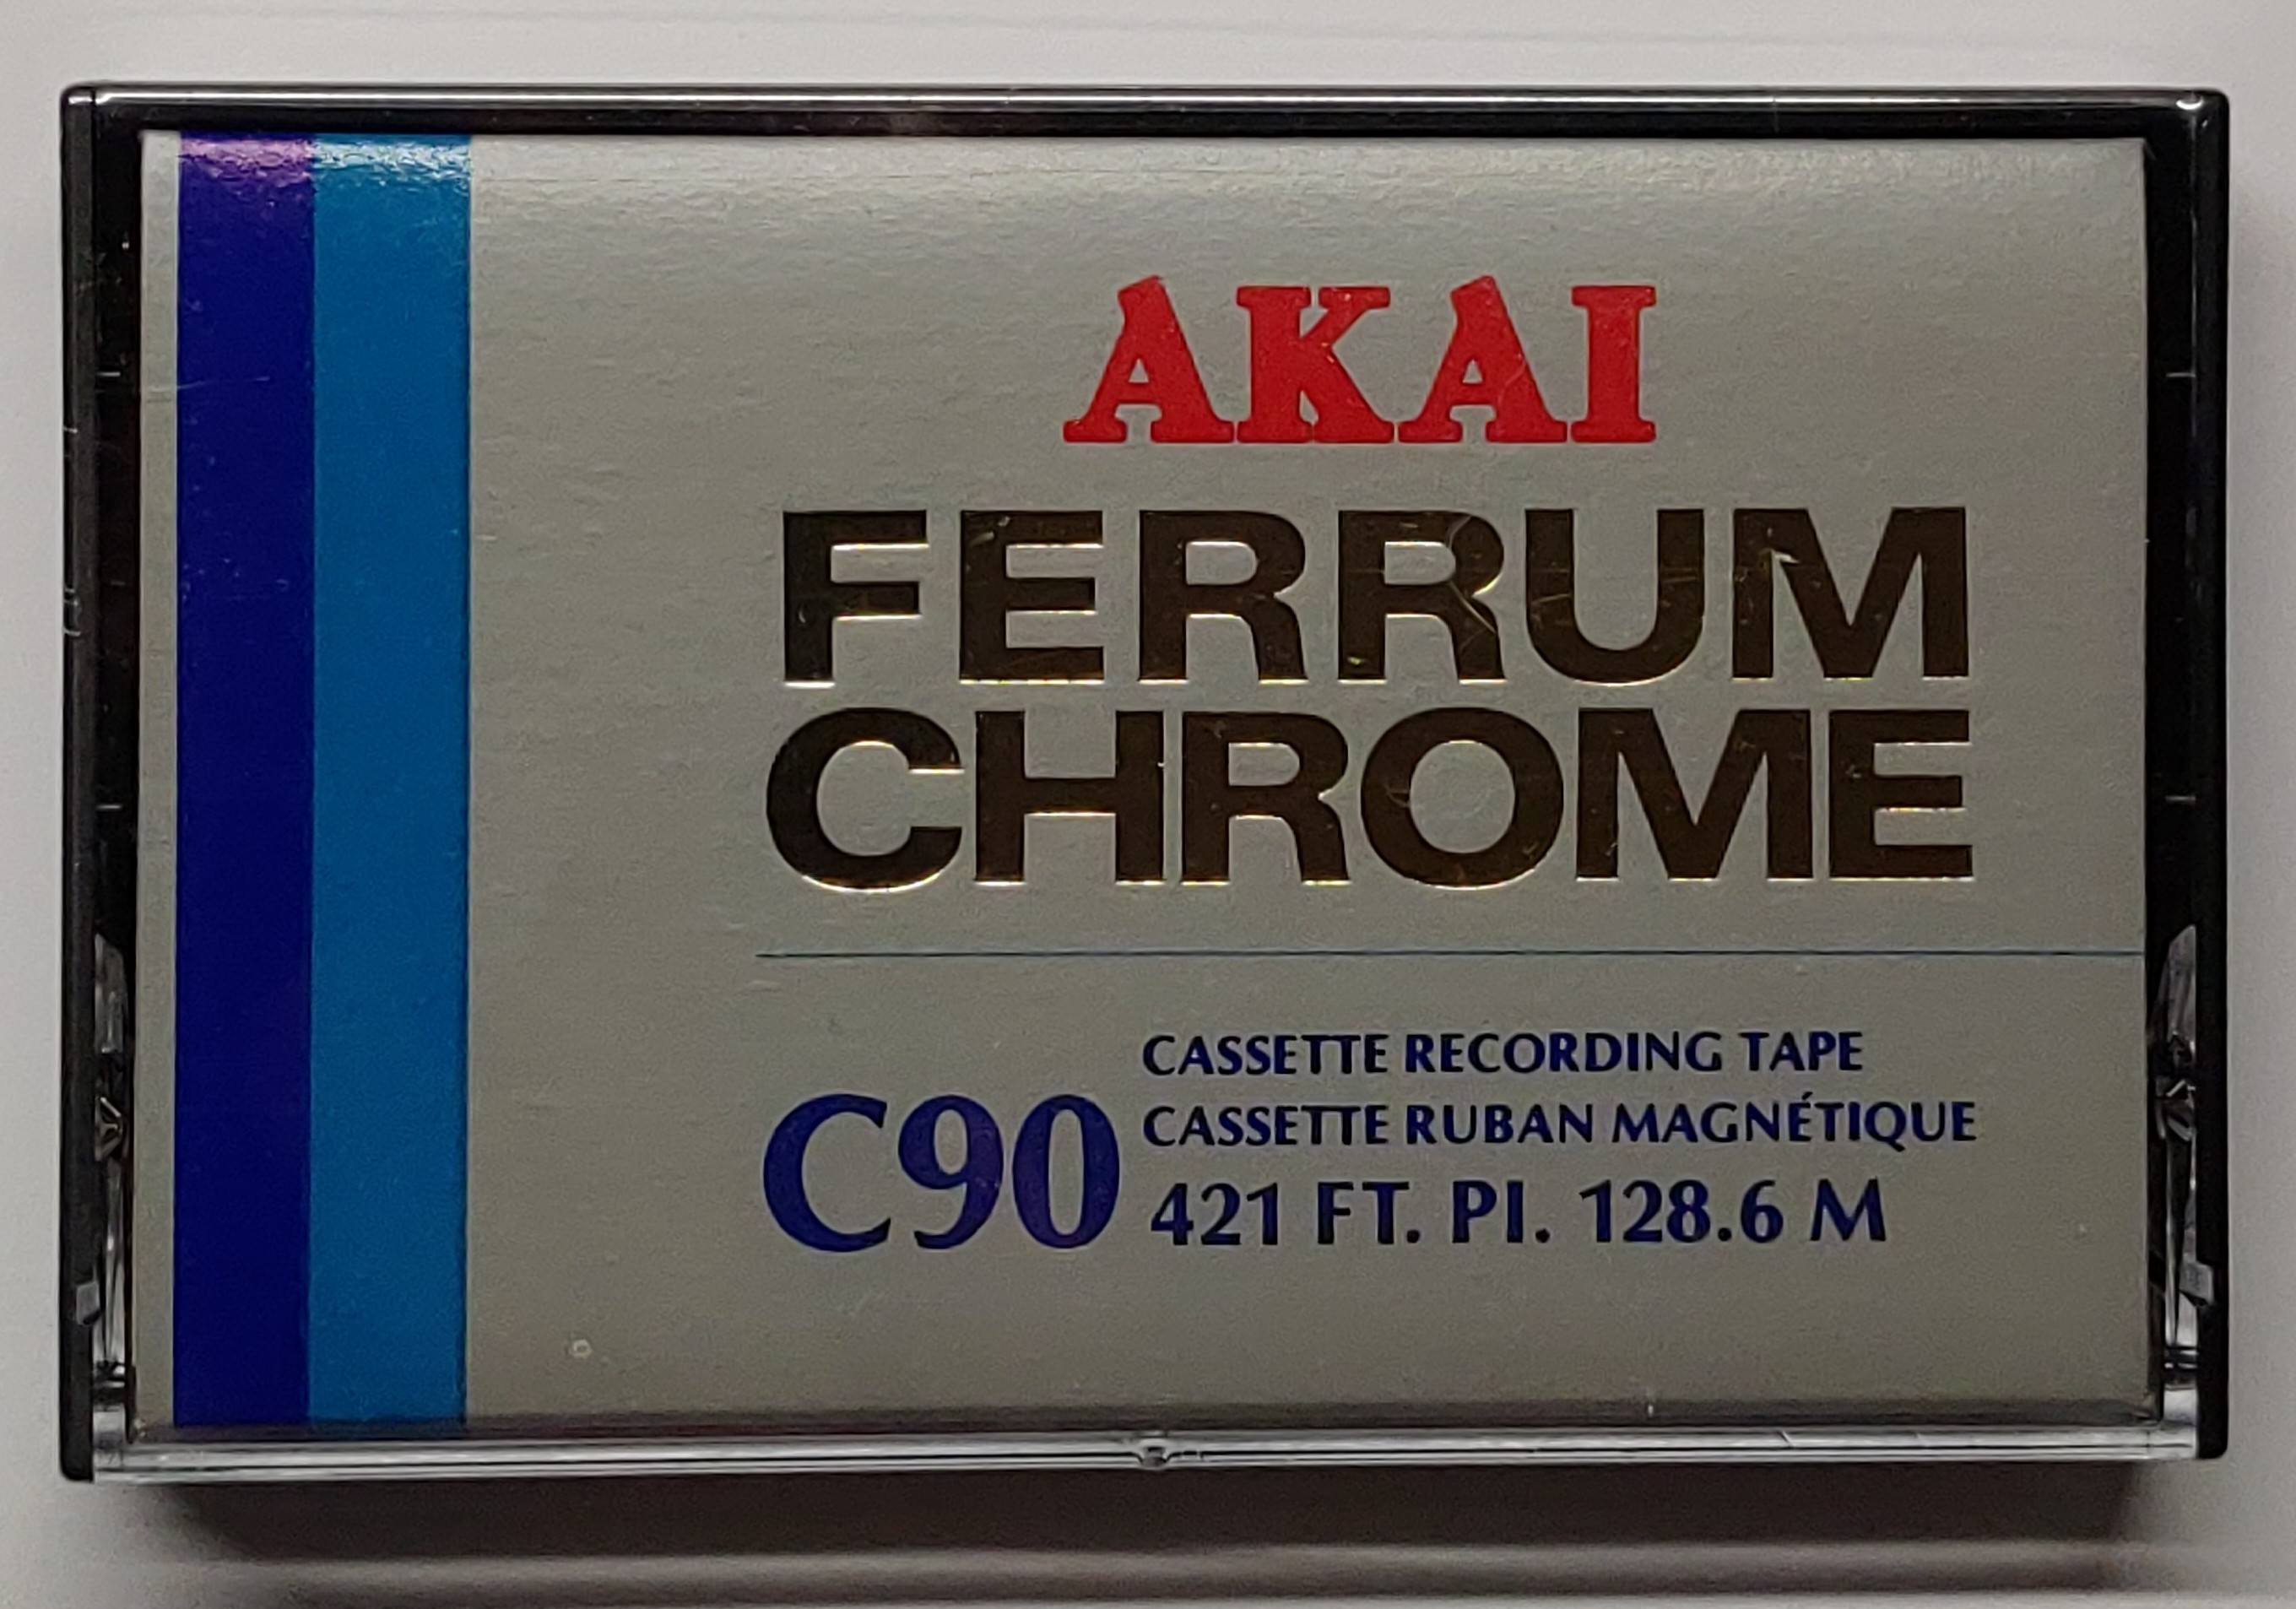 AKAI
FERRUM
CHROME
CASSETTE RECORDING TAPE
CASSETTE RUBAN MAGNÉTIQUE
C90
421 FT. PI. 128.6 M